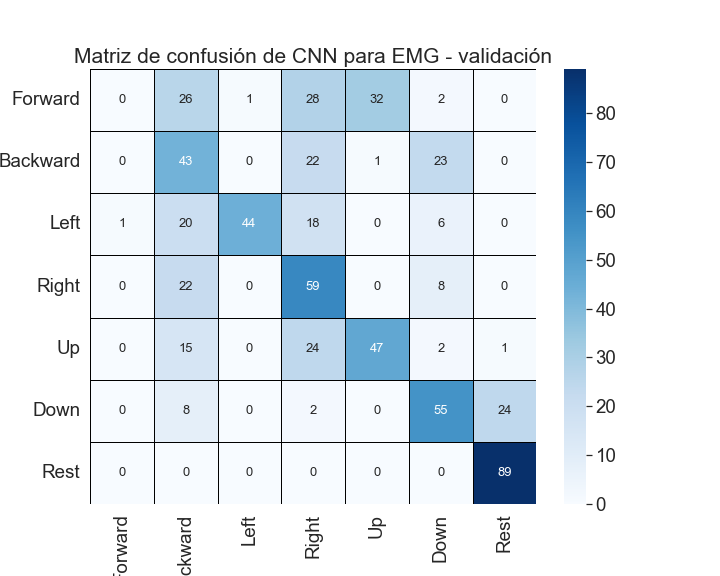 Matriz de confusión de CNN para EMG - validación
Forward 0 26 1 28 32 2 0
Backward 0 43 0 22 1 23 0
Left 1 20 44 18 0 6 0
Right 0 22 0 59 0 8 0
Up 0 15 0 24 47 2 1
Down 0 8 0 2 0 55 24
Rest 0 0 0 0 0 0 89
Forward ckward Left Right Up Down Rest
80
70
60
50
40
30
20
10
0